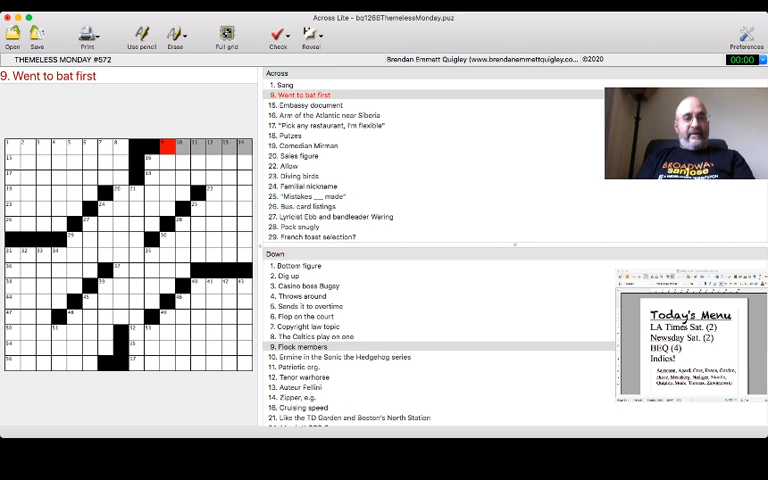 Across Lite - bq1266ThemelessMonday.puz
Open
Save
Print
Use pencil
Erase
Full grid
Check
Reveal
Preferences
THEMELESS MONDAY #572
Brendan Emmett Quigley (www.brendanemmettquigley.co... ©2020
00:00
9. Went to bat first
Across
1. Sang
9. Went to bat first
15. Embassy document
16. Arm of the Atlantic near Siberia
17. "Pick any restaurant, I'm flexible"
18. Putzes
19. Comedian Mirman
20. Sales figure
22. Allow
23. Diving birds
24. Familial nickname
25. "Mistakes ___ made"
26. Bus. card listings
27. Lyricist Ebb and bandleader Waring
28. Pack snugly
29. French toast selection?
Down
1. Bottom figure
2. Dig up
3. Casino boss Bugsy
4. Throws around
5. Sends it to overtime
6. Flop on the court
7. Copyright law topic
8. The Celtics play on one
9. Flock members
10. Ermine in the Sonic the Hedgehog series
11. Patriotic org.
12. Tenor warhorse
13. Auteur Fellini
14. Zipper, e.g.
16. Cruising speed
21. Like the TD Garden and Boston's North Station
BROADWAY
san jose
Today's Menu
LA Times Sat. (2)
Newsday Sat. (2)
BEQ (4)
Indies!